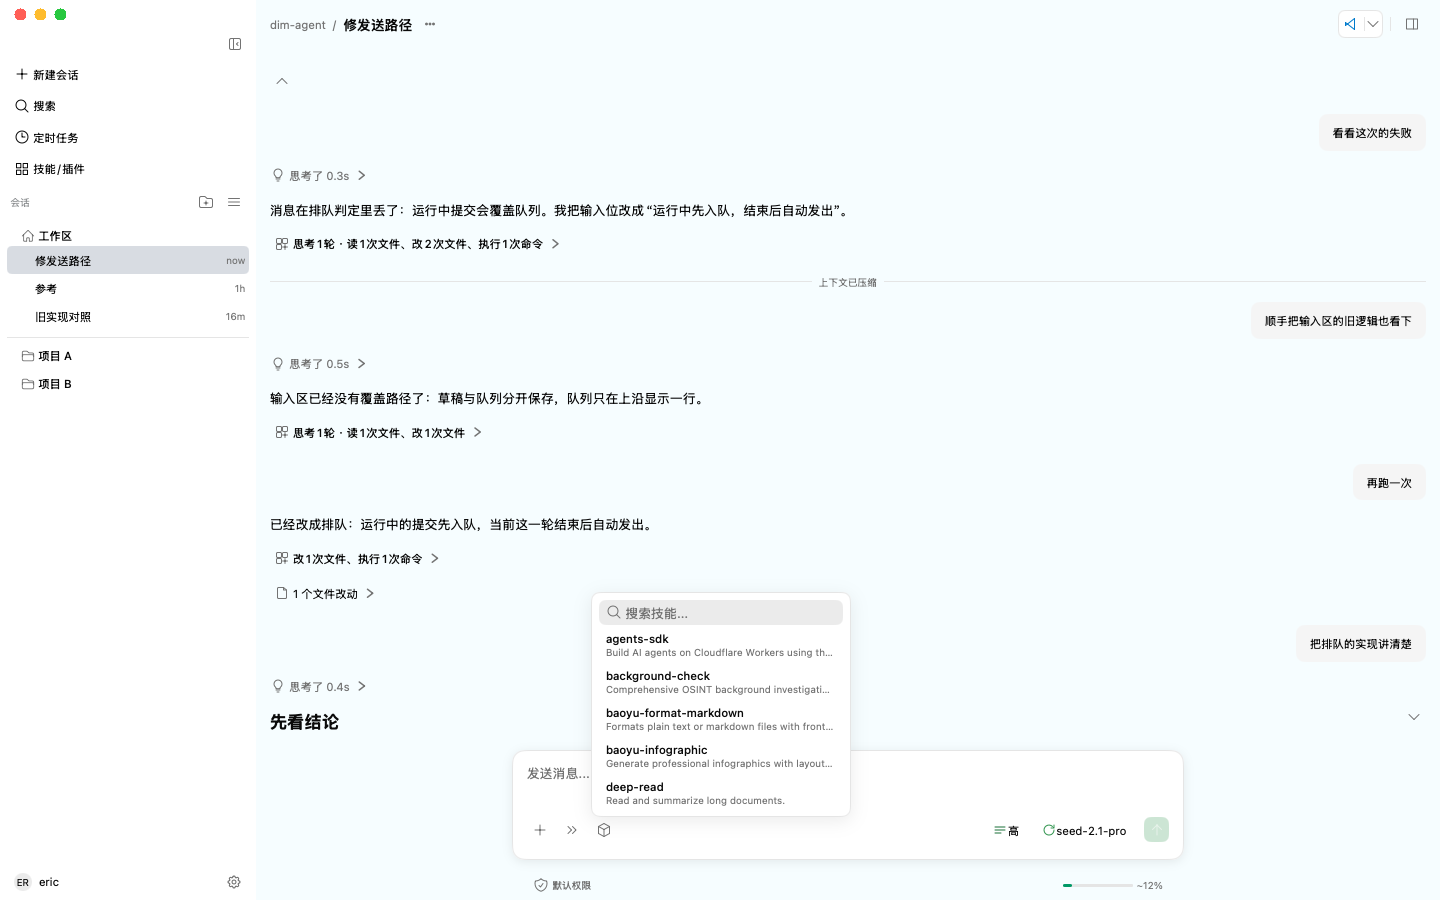 新建会话
搜索
定时任务
技能/插件
会话
工作区
修发送路径 now
参考 1h
旧实现对照 16m
项目 A
项目 B
ER eric
dim-agent / 修发送路径 ···
看看这次的失败
思考了 0.3s
消息在排队判定里丢了：运行中提交会覆盖队列。我把输入位改成“运行中先入队，结束后自动发出”。
思考1轮 · 读1次文件、改2次文件、执行1次命令
上下文已压缩
顺手把输入区的旧逻辑也看下
思考了 0.5s
输入区已经没有覆盖路径了：草稿与队列分开保存，队列只在上沿显示一行。
思考1轮 · 读1次文件、改1次文件
再跑一次
已经改成排队：运行中的提交先入队，当前这一轮结束后自动发出。
改1次文件、执行1次命令
1 个文件改动
把排队的实现讲清楚
思考了 0.4s
先看结论
搜索技能...
agents-sdk
Build AI agents on Cloudflare Workers using th...
background-check
Comprehensive OSINT background investigati...
baoyu-format-markdown
Formats plain text or markdown files with front...
baoyu-infographic
Generate professional infographics with layout...
deep-read
Read and summarize long documents.
发送消息...
高 seed-2.1-pro
默认权限 ~12%